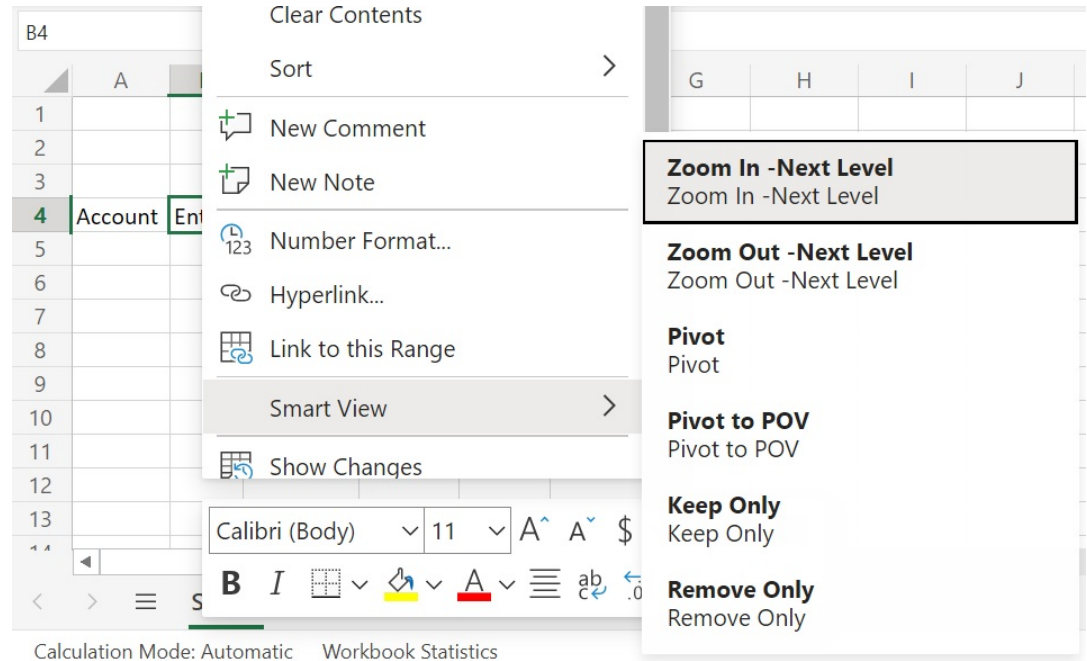 Clear Contents
B4
Sort
A
G H I J
1
New Comment
2
3
New Note
Zoom In -Next Level
Zoom In -Next Level
4 Account Ent
Number Format...
5
Zoom Out -Next Level
Zoom Out -Next Level
6
Hyperlink...
7
Pivot
Pivot
8
Link to this Range
9
10
Smart View
Pivot to POV
Pivot to POV
11
Show Changes
12
Keep Only
Keep Only
13
Calibri (Body) 11 A^ A˅ $
14
B I A ab
Remove Only
Remove Only
S
Calculation Mode: Automatic Workbook Statistics